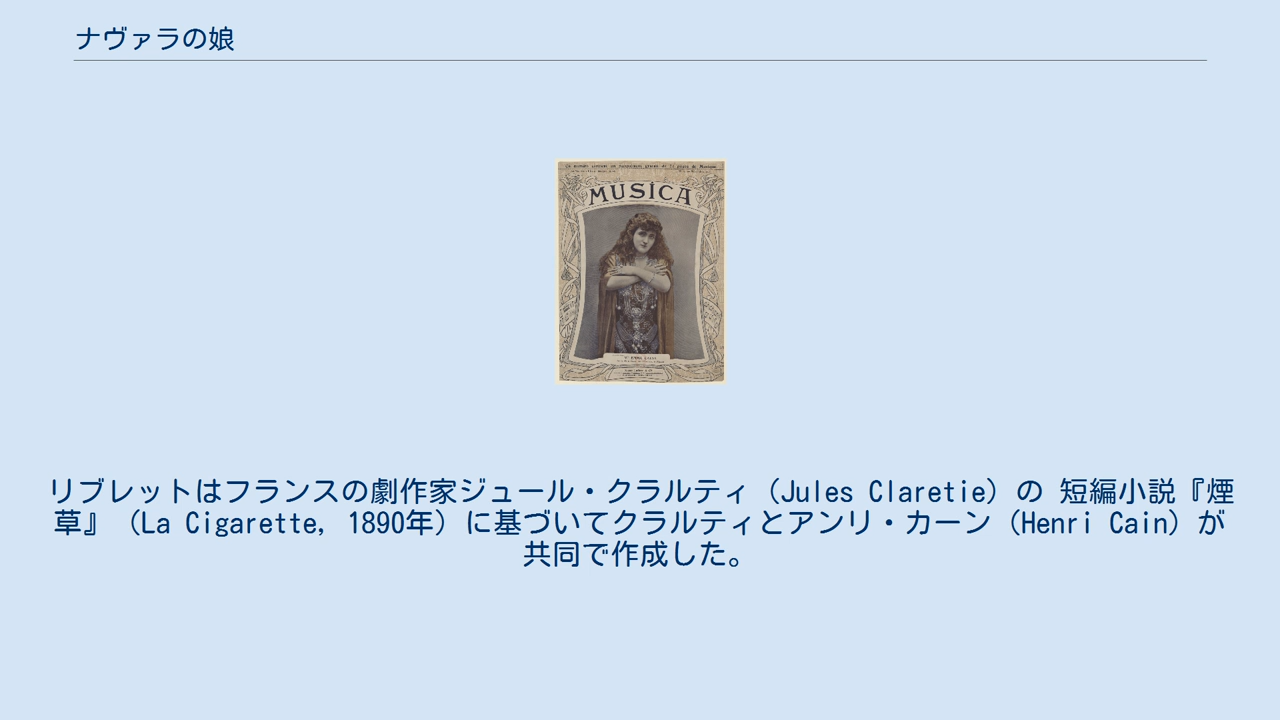 ナヴァラの娘
MUSICA
リブレットはフランスの劇作家ジュール・クラルティ（Jules Claretie）の 短編小説『煙
草』（La Cigarette, 1890年）に基づいてクラルティとアンリ・カーン（Henri Cain）が
共同で作成した。